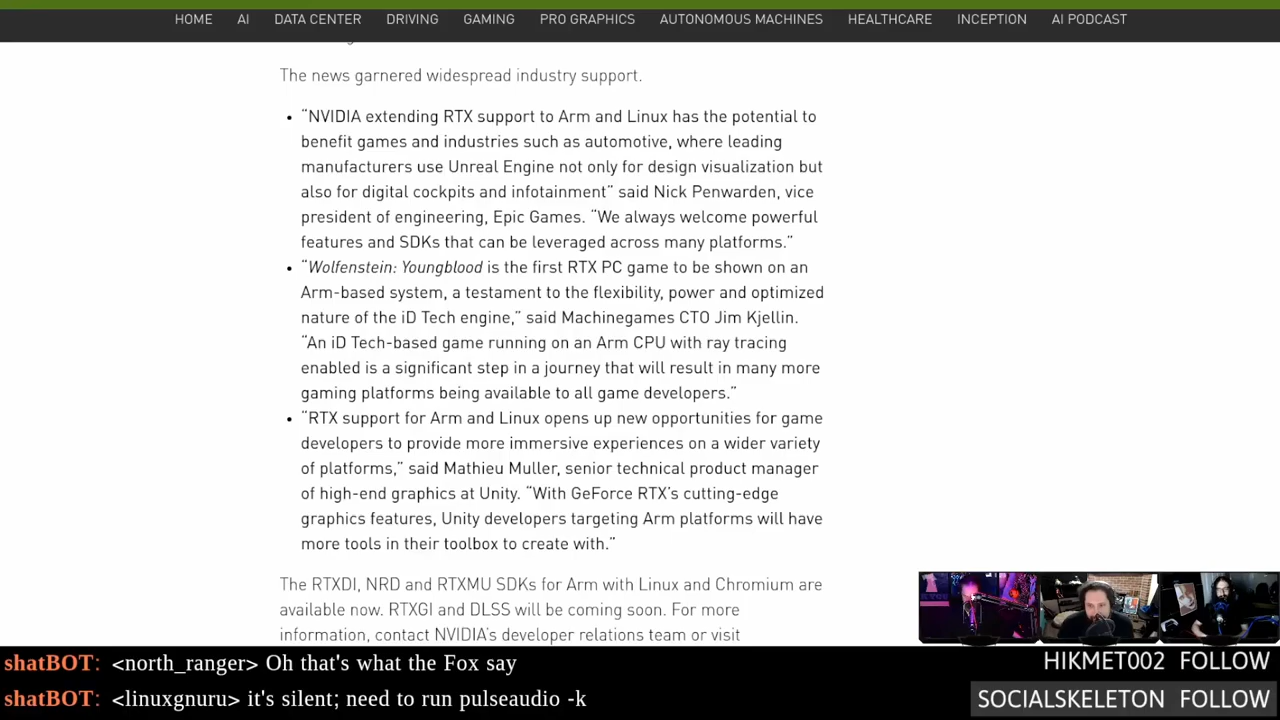 HOME AI DATA CENTER DRIVING GAMING PRO GRAPHICS AUTONOMOUS MACHINES HEALTHCARE INCEPTION AI PODCAST
The news garnered widespread industry support.
• “NVIDIA extending RTX support to Arm and Linux has the potential to
benefit games and industries such as automotive, where leading
manufacturers use Unreal Engine not only for design visualization but
also for digital cockpits and infotainment” said Nick Penwarden, vice
president of engineering, Epic Games. “We always welcome powerful
features and SDKs that can be leveraged across many platforms.”
• “Wolfenstein: Youngblood is the first RTX PC game to be shown on an
Arm-based system, a testament to the flexibility, power and optimized
nature of the iD Tech engine,” said Machinegames CTO Jim Kjellin.
“An iD Tech-based game running on an Arm CPU with ray tracing
enabled is a significant step in a journey that will result in many more
gaming platforms being available to all game developers.”
• “RTX support for Arm and Linux opens up new opportunities for game
developers to provide more immersive experiences on a wider variety
of platforms,” said Mathieu Muller, senior technical product manager
of high-end graphics at Unity. “With GeForce RTX’s cutting-edge
graphics features, Unity developers targeting Arm platforms will have
more tools in their toolbox to create with.”
The RTXDI, NRD and RTXMU SDKs for Arm with Linux and Chromium are
available now. RTXGI and DLSS will be coming soon. For more
information, contact NVIDIA’s developer relations team or visit
shatBOT: <north_ranger> Oh that's what the Fox say
shatBOT: <linuxgnuru> it's silent; need to run pulseaudio -k
HIKMET002 FOLLOW
SOCIALSKELETON FOLLOW